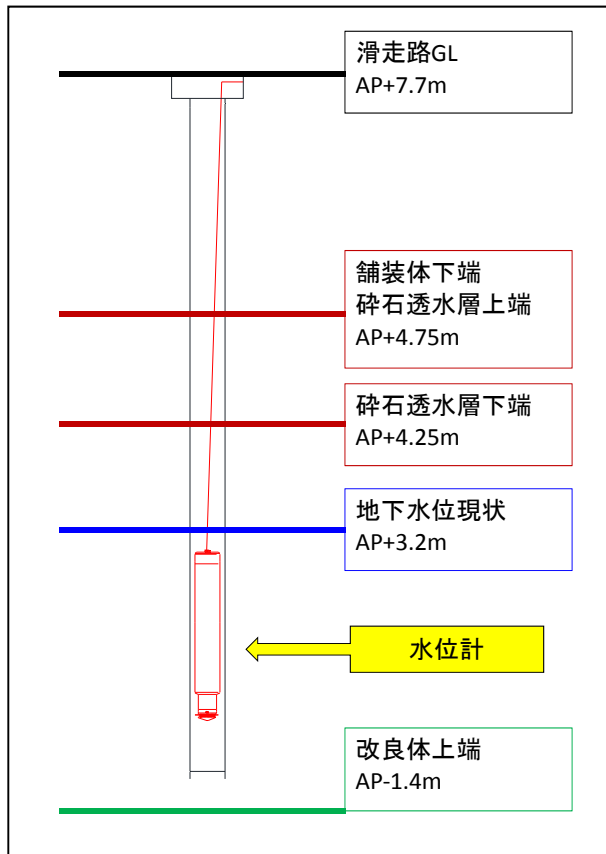 滑走路GL
AP+7.7m
舗装体下端
砕石透水層上端
AP+4.75m
砕石透水層下端
AP+4.25m
地下水位現状
AP+3.2m
水位計
改良体上端
AP-1.4m